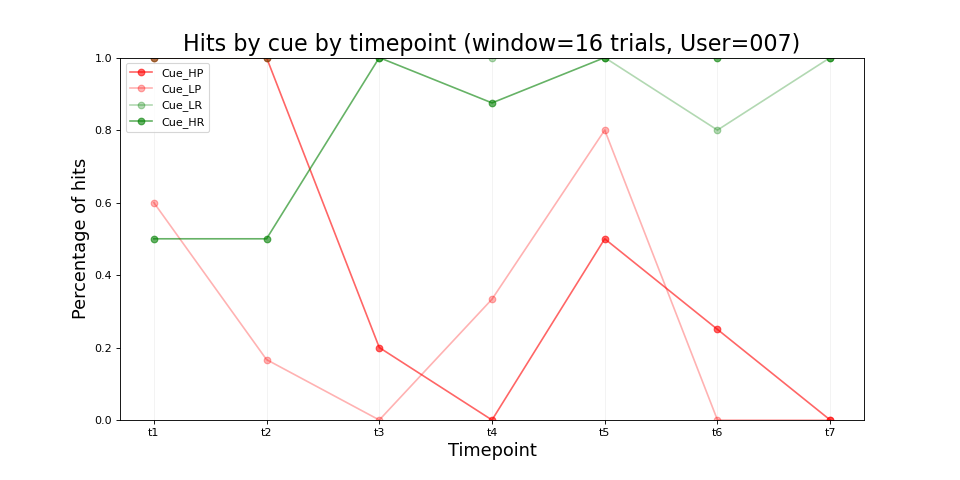 Hits by cue by timepoint (window=16 trials, User=007)
Percentage of hits
1.0
0.8
0.6
0.4
0.2
0.0
Cue_HP
Cue_LP
Cue_LR
Cue_HR
t1 t2 t3 t4 t5 t6 t7
Timepoint